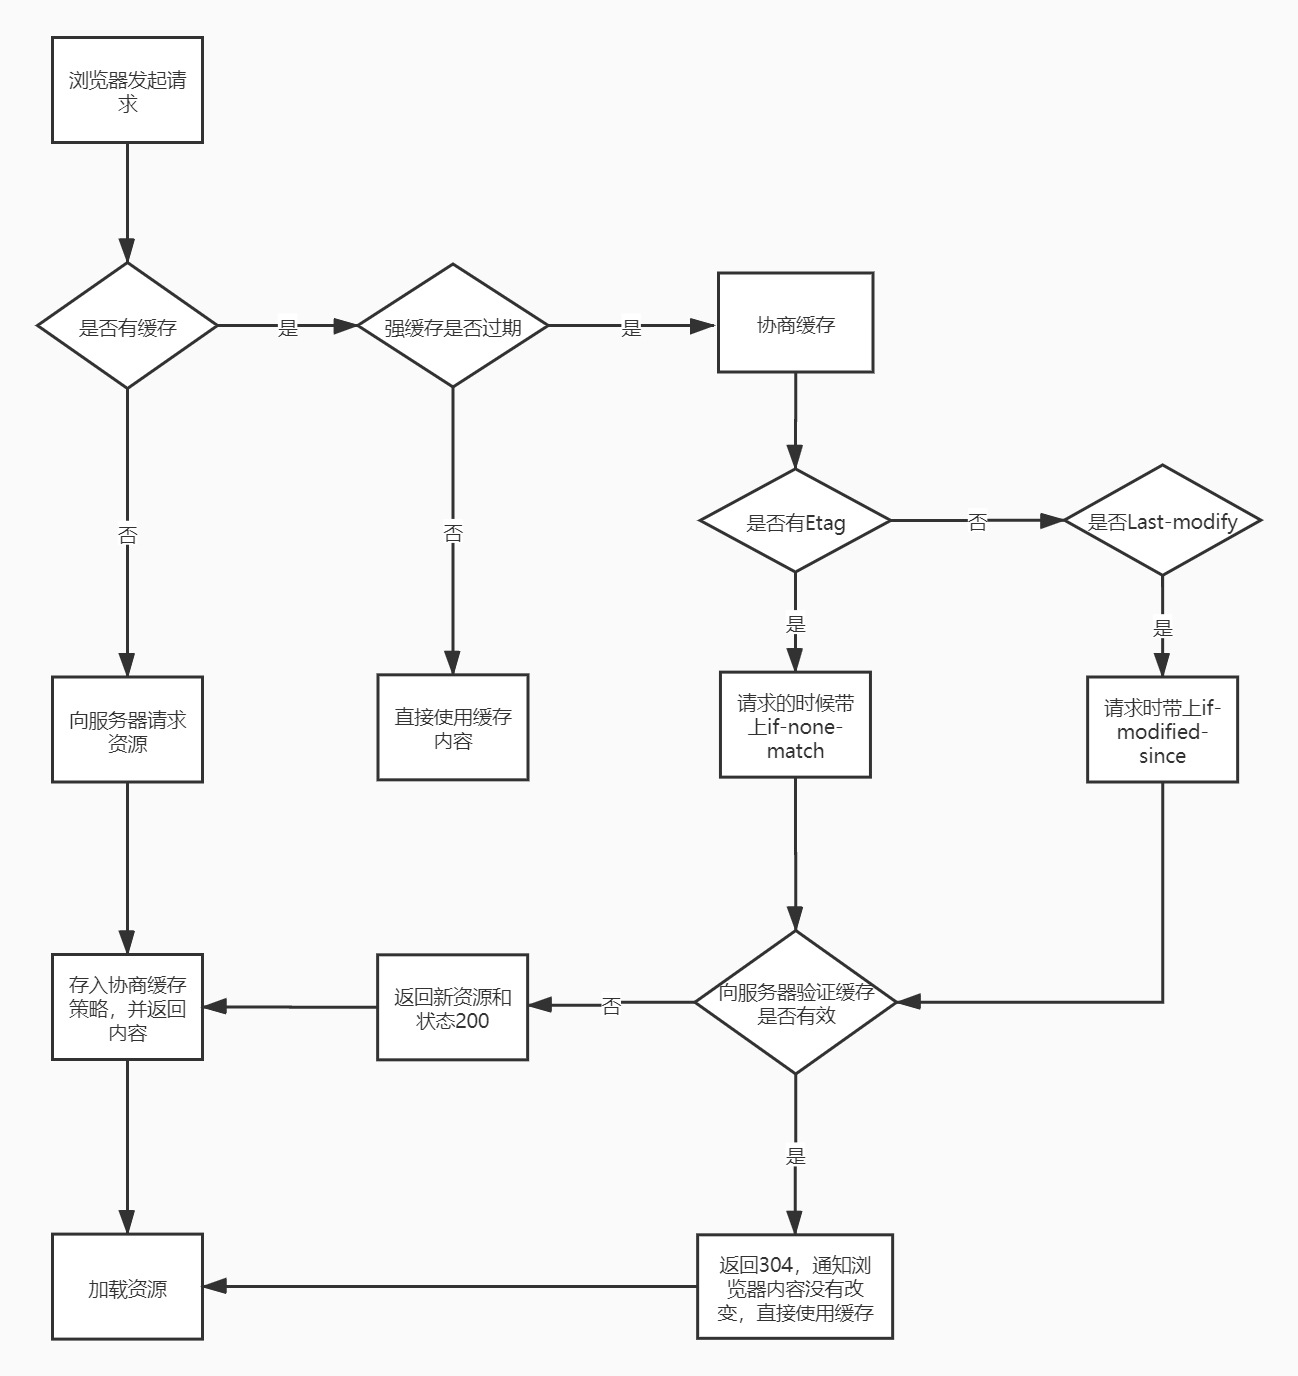 浏览器发起请
求
是否有缓存
是
强缓存是否过期
是
协商缓存
是否有Etag
否
是否Last-modify
否
否
是
是
向服务器请求
资源
直接使用缓存
内容
请求的时候带
上if-none-
match
请求时带上if-
modified-
since
存入协商缓存
策略，并返回
内容
返回新资源和
状态200
否
向服务器验证缓存
是否有效
是
加载资源
返回304，通知浏
览器内容没有改
变，直接使用缓存